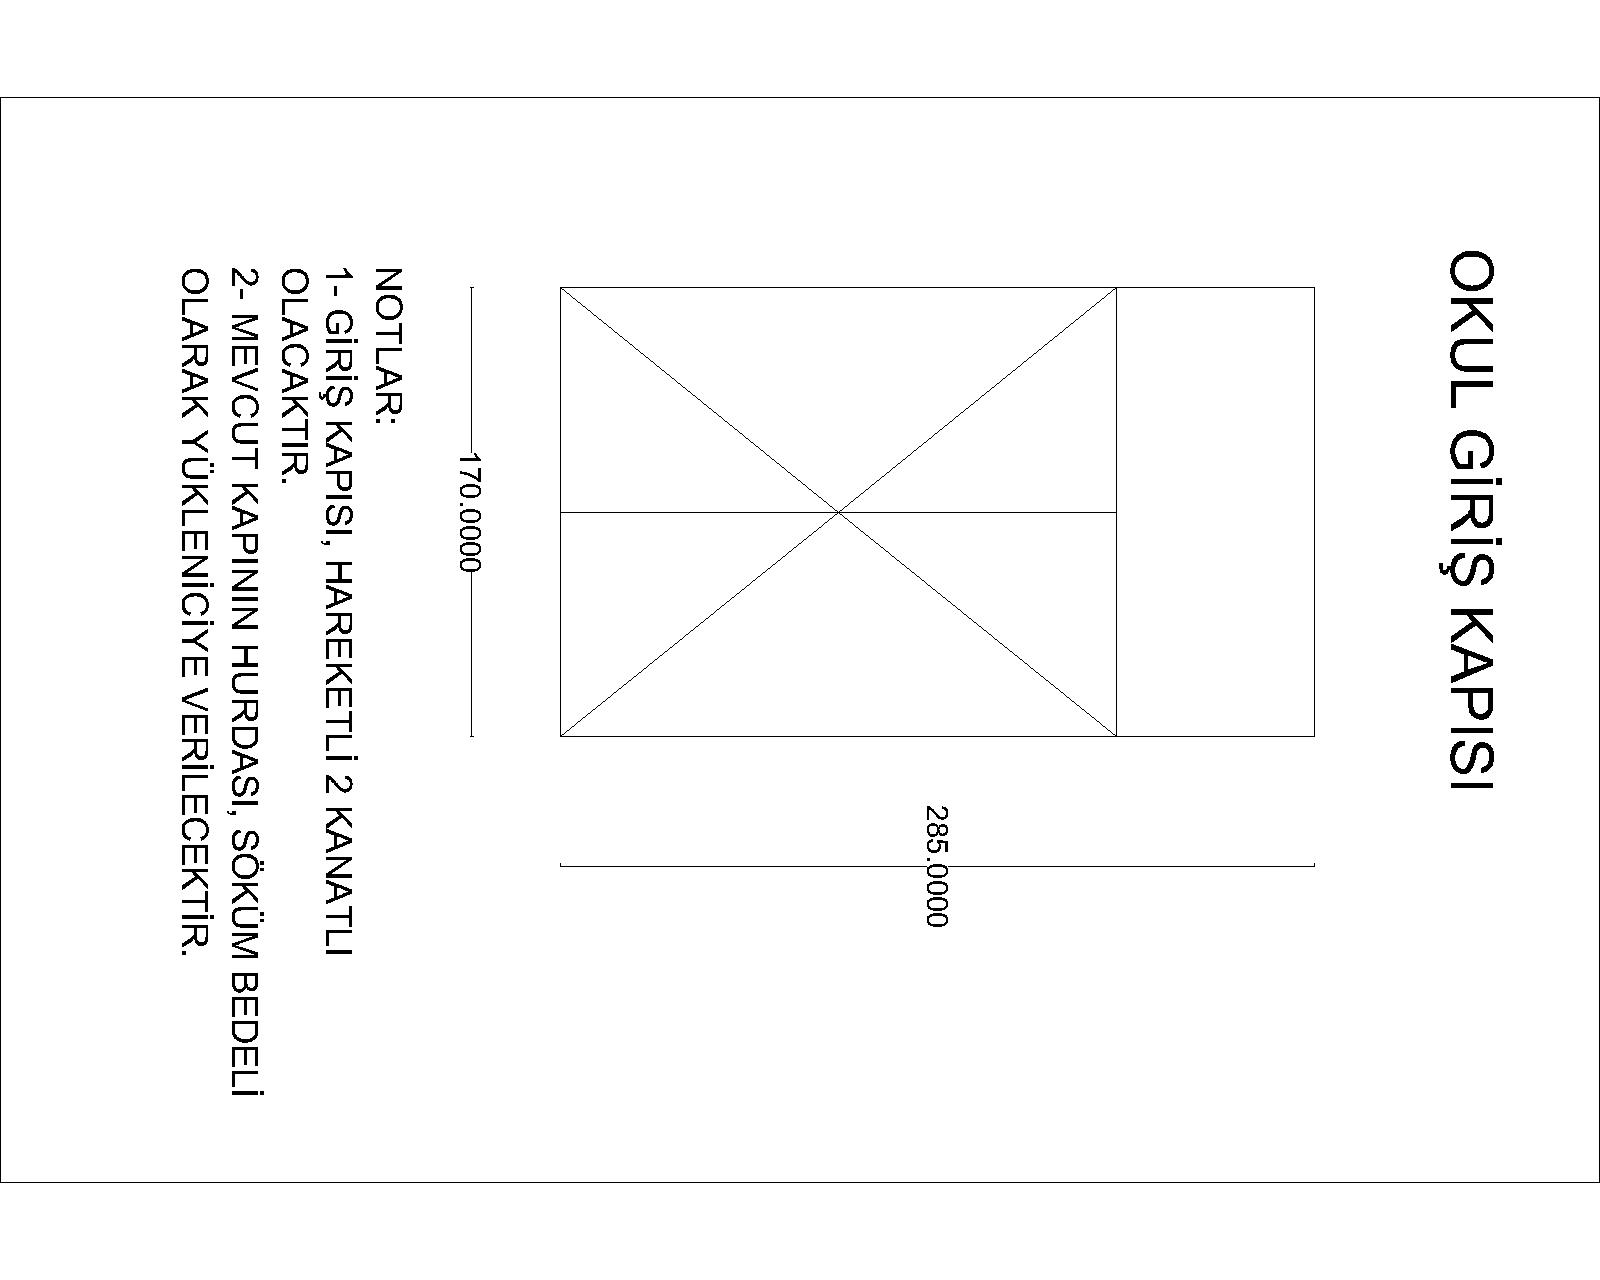 OKUL GİRİŞ KAPISI
285.0000
170.0000
NOTLAR:
1- GİRİŞ KAPISI, HAREKETLİ 2 KANATLI
OLACAKTIR.
2- MEVCUT KAPININ HURDASI, SÖKÜM BEDELİ
OLARAK YÜKLENİCİYE VERİLECEKTİR.